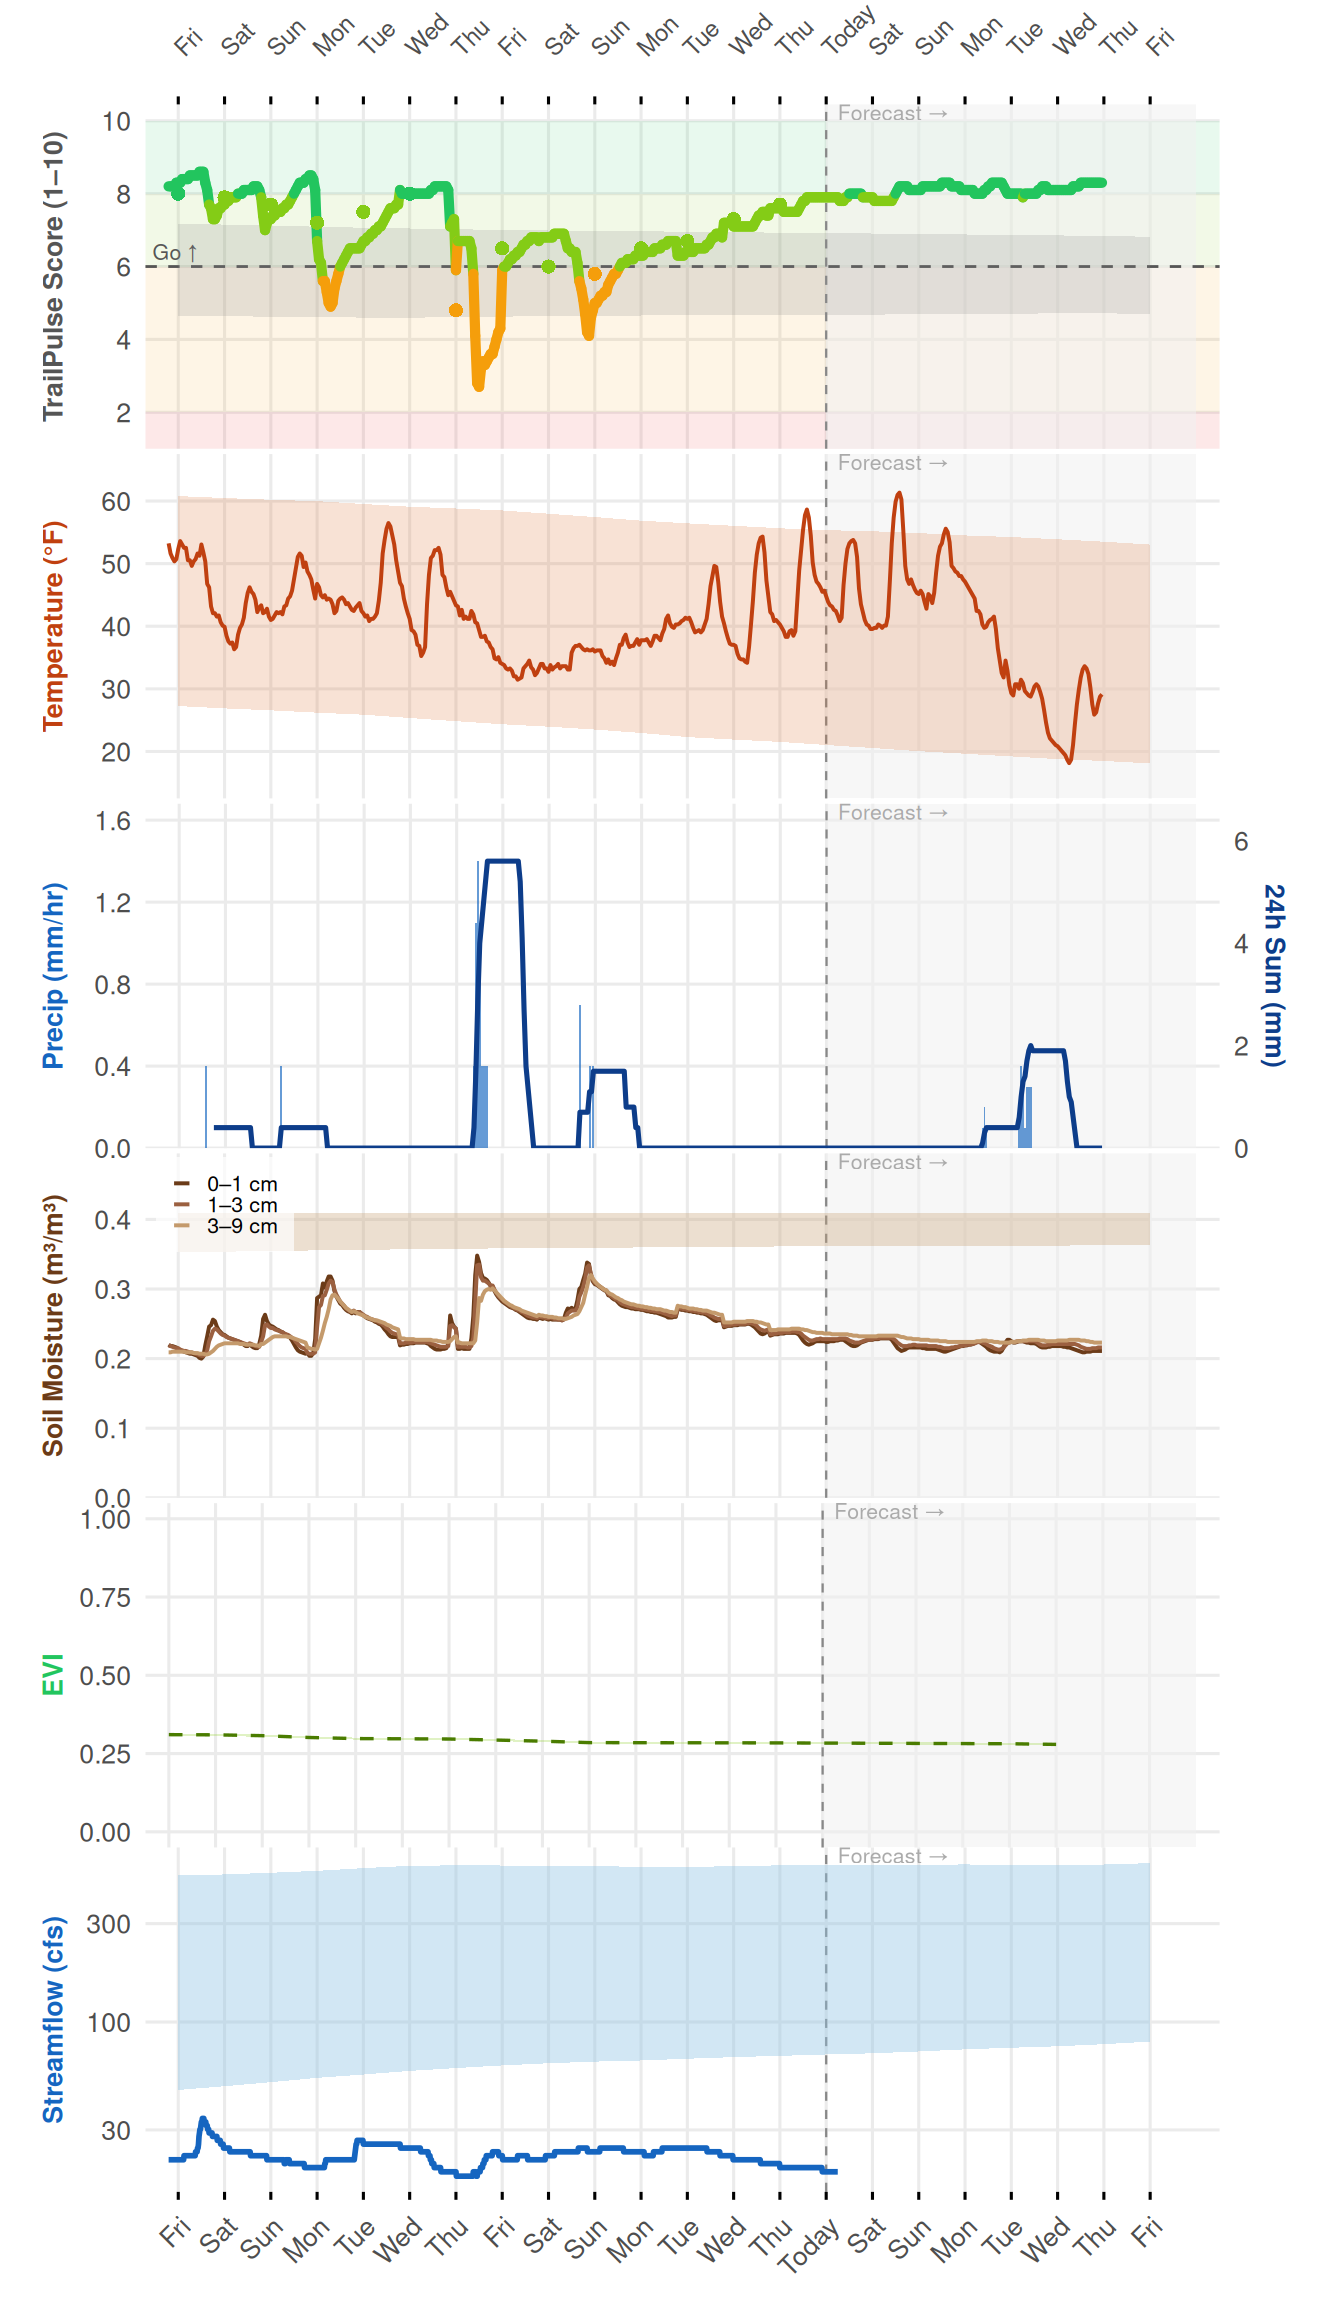 Fri Sat Sun Mon Tue Wed Thu Fri Sat Sun Mon Tue Wed Thu Today Sat Sun Mon Tue Wed Thu Fri
TrailPulse Score (1–10)
10
8
6
4
2
Go ↑
Forecast →
Temperature (°F)
60
50
40
30
20
Forecast →
Precip (mm/hr)
1.6
1.2
0.8
0.4
0.0
Forecast →
24h Sum (mm)
6
4
2
0
Soil Moisture (m³/m³)
0.4
0.3
0.2
0.1
0.0
0–1 cm
1–3 cm
3–9 cm
Forecast →
EVI
1.00
0.75
0.50
0.25
0.00
Forecast →
Streamflow (cfs)
300
100
30
Forecast →
Fri Sat Sun Mon Tue Wed Thu Fri Sat Sun Mon Tue Wed Thu Today Sat Sun Mon Tue Wed Thu Fri